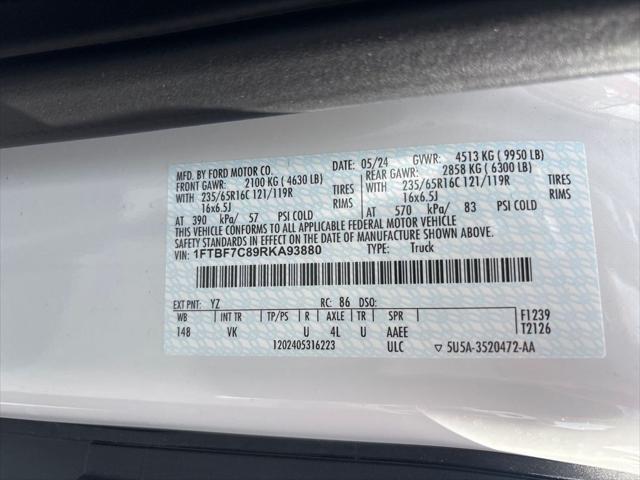 MFD. BY FORD MOTOR CO. DATE: 05/24 GVWR: 4513 KG ( 9950 LB)
FRONT GAWR: 2100 KG ( 4630 LB) REAR GAWR: 2858 KG ( 6300 LB)
WITH 235/65R16C 121/119R TIRES WITH 235/65R16C 121/119R TIRES
16x6.5J RIMS 16x6.5J RIMS
AT 390 kPa/ 57 PSI COLD AT 570 kPa/ 83 PSI COLD
THIS VEHICLE CONFORMS TO ALL APPLICABLE FEDERAL MOTOR VEHICLE
SAFETY STANDARDS IN EFFECT ON THE DATE OF MANUFACTURE SHOWN ABOVE.
VIN: 1FTBF7C89RKA93880 TYPE: Truck
EXT PNT: YZ RC: 86 DSO:
WB INT TR TP/PS R AXLE TR SPR F1239
148 VK U 4L U AAEE T2126
1202405316223 ULC ▽ 5U5A-3520472-AA